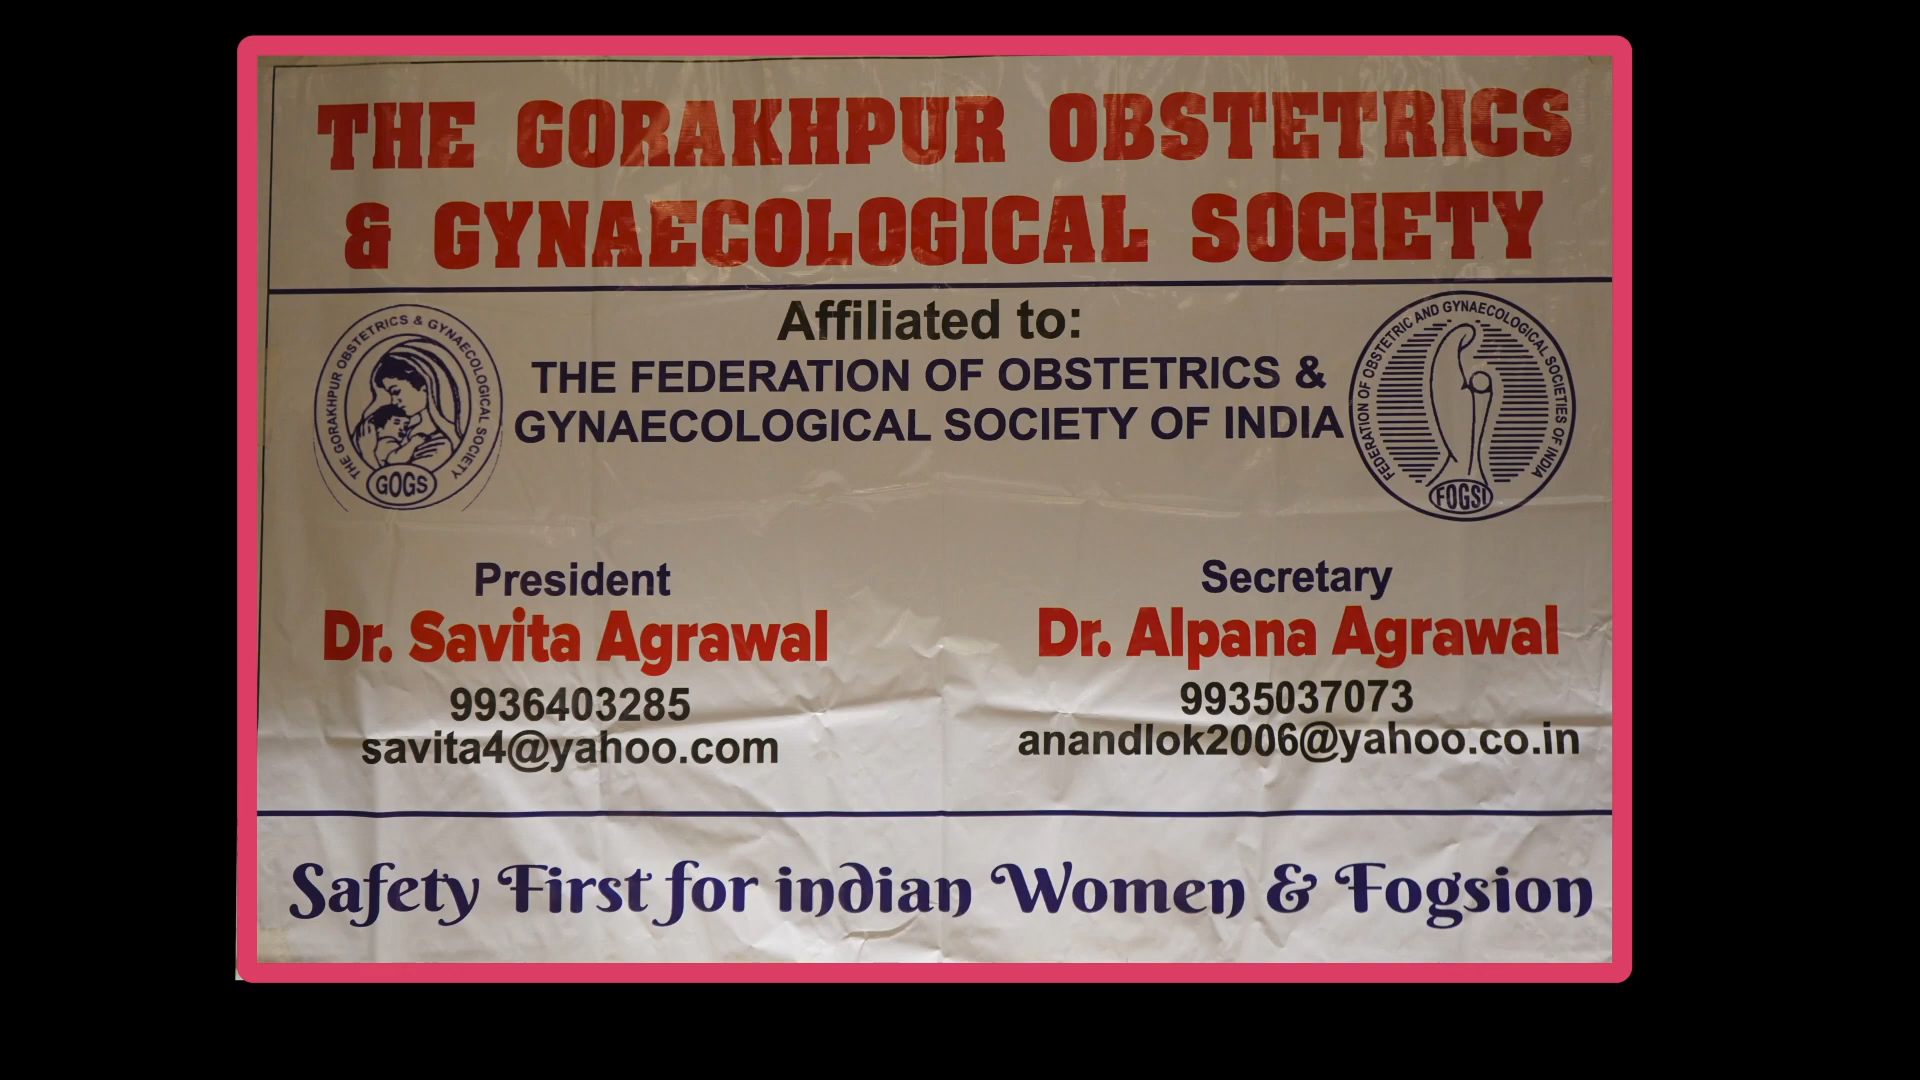 THE GORAKHPUR OBSTETRICS
& GYNAECOLOGICAL SOCIETY
Affiliated to:
THE FEDERATION OF OBSTETRICS &
GYNAECOLOGICAL SOCIETY OF INDIA
THE GORAKHPUR OBSTETRICS & GYNAECOLOGICAL SOCIETY
GOGS
FEDERATION OF OBSTETRIC AND GYNAECOLOGICAL SOCIETIES OF INDIA
FOGSI
President
Dr. Savita Agrawal
9936403285
savita4@yahoo.com
Secretary
Dr. Alpana Agrawal
9935037073
anandlok2006@yahoo.co.in
Safety First for indian Women & Fogsion